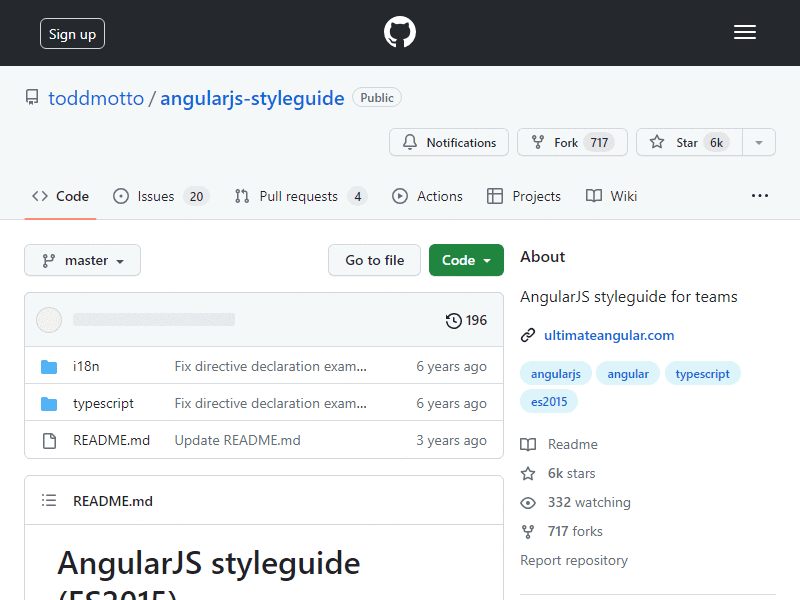 Sign up
toddmotto / angularjs-styleguide Public
Notifications Fork 717 Star 6k
Code Issues 20 Pull requests 4 Actions Projects Wiki
master Go to file Code
196
i18n Fix directive declaration exam... 6 years ago
typescript Fix directive declaration exam... 6 years ago
README.md Update README.md 3 years ago
README.md
AngularJS styleguide
(ES2015)
About
AngularJS styleguide for teams
ultimateangular.com
angularjs angular typescript
es2015
Readme
6k stars
332 watching
717 forks
Report repository